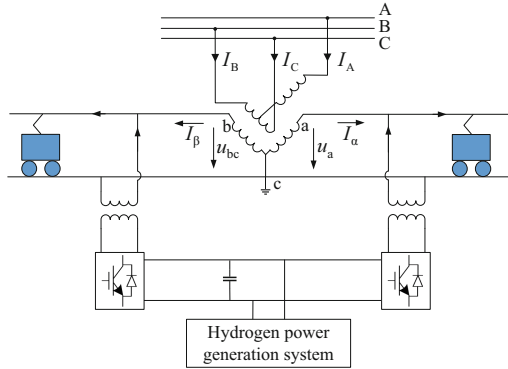 A
B
C
I_B
I_C
I_A
b
a
I_β
u_bc
u_a
I_α
c
Hydrogen power
generation system